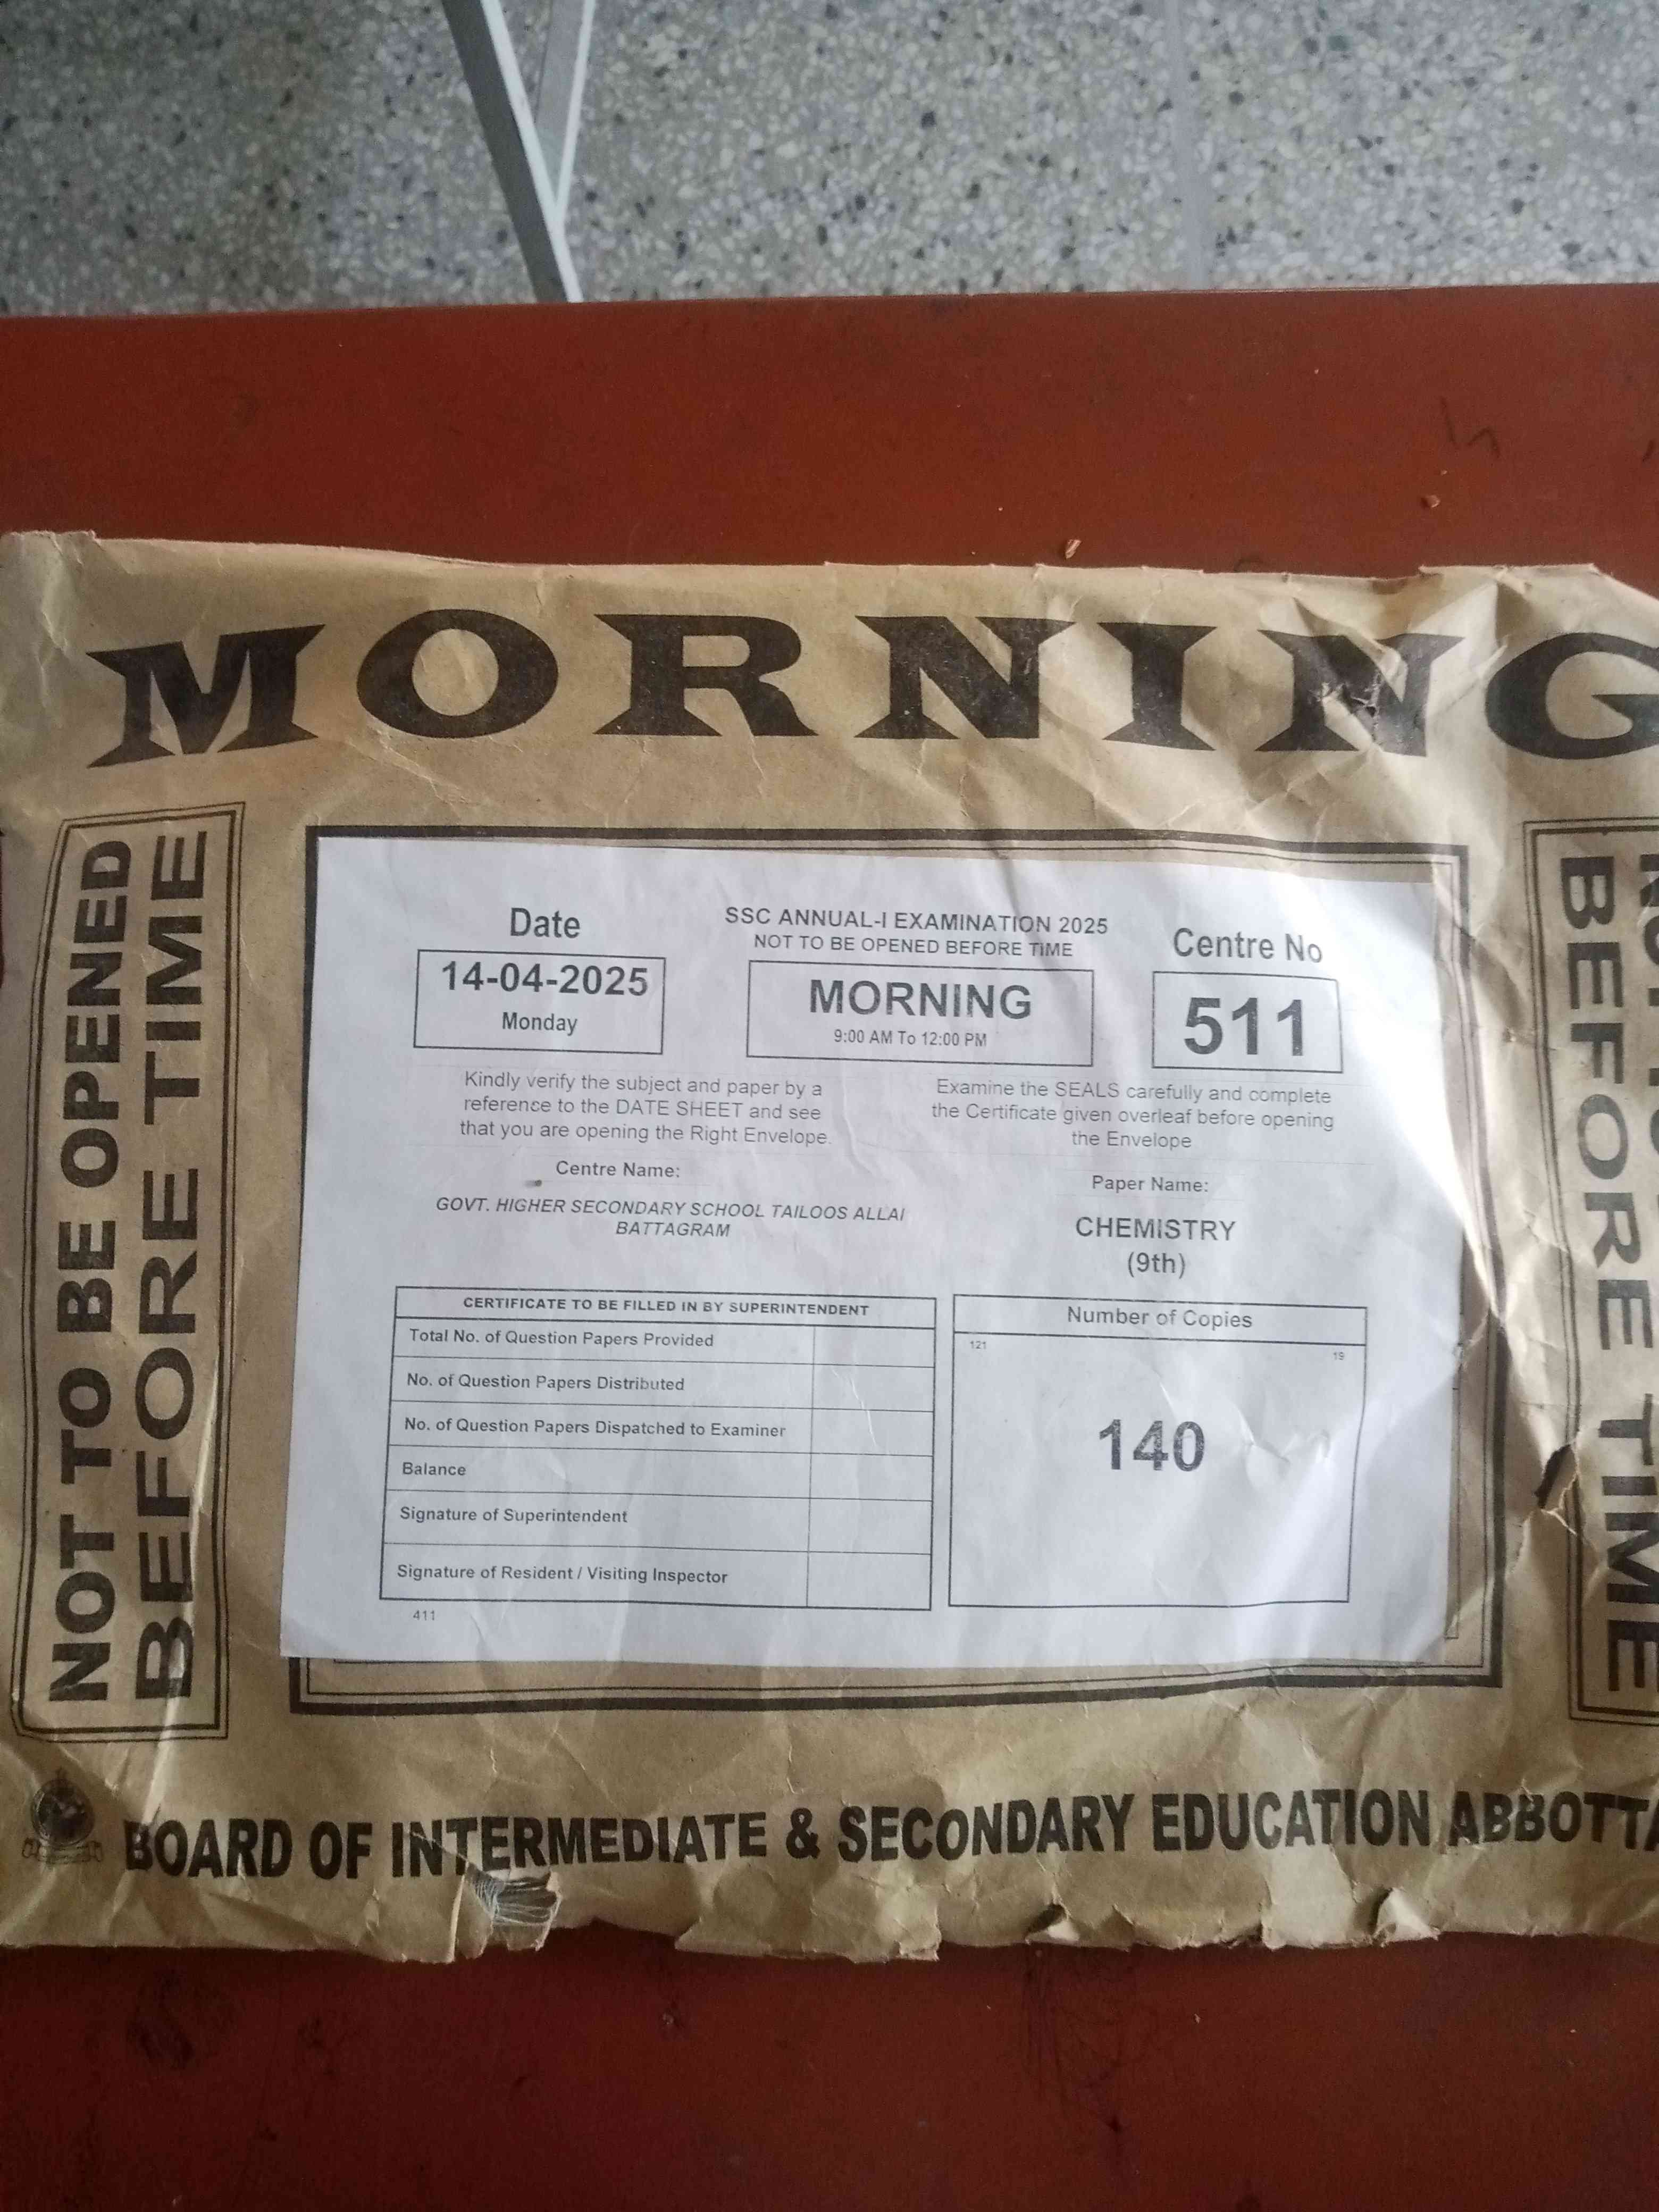 MORNING
NOT TO BE OPENED
BEFORE TIME
Date
14-04-2025
Monday
SSC ANNUAL-I EXAMINATION 2025
NOT TO BE OPENED BEFORE TIME
MORNING
9:00 AM To 12:00 PM
Centre No
511
Kindly verify the subject and paper by a
reference to the DATE SHEET and see
that you are opening the Right Envelope.
Examine the SEALS carefully and complete
the Certificate given overleaf before opening
the Envelope
Centre Name:
GOVT. HIGHER SECONDARY SCHOOL TAILOOS ALLAI
BATTAGRAM
Paper Name:
CHEMISTRY
(9th)
CERTIFICATE TO BE FILLED IN BY SUPERINTENDENT
Total No. of Question Papers Provided
No. of Question Papers Distributed
No. of Question Papers Dispatched to Examiner
Balance
Signature of Superintendent
Signature of Resident / Visiting Inspector
411
Number of Copies
121
19
140
BEFORE TIME
BOARD OF INTERMEDIATE & SECONDARY EDUCATION ABBOTTA